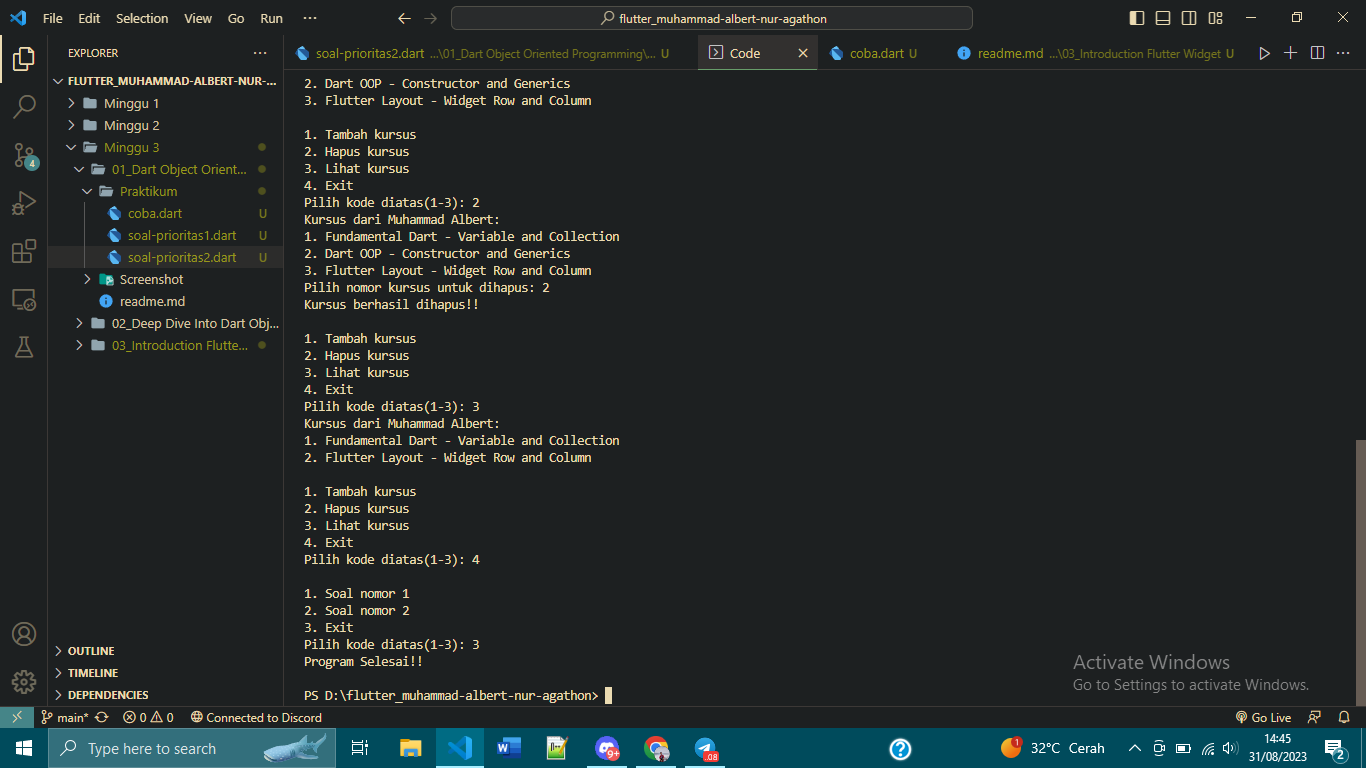 File Edit Selection View Go Run ··· flutter_muhammad-albert-nur-agathon
EXPLORER ···
FLUTTER_MUHAMMAD-ALBERT-NUR-...
Minggu 1
Minggu 2
Minggu 3
01_Dart Object Orient...
Praktikum
coba.dart U
soal-prioritas1.dart U
soal-prioritas2.dart U
Screenshot
readme.md
02_Deep Dive Into Dart Obj...
03_Introduction Flutte...
OUTLINE
TIMELINE
DEPENDENCIES
4
soal-prioritas2.dart ...\01_Dart Object Oriented Programming\... U Code coba.dart U readme.md ...\03_Introduction Flutter Widget U
2. Dart OOP - Constructor and Generics
3. Flutter Layout - Widget Row and Column
1. Tambah kursus
2. Hapus kursus
3. Lihat kursus
4. Exit
Pilih kode diatas(1-3): 2
Kursus dari Muhammad Albert:
1. Fundamental Dart - Variable and Collection
2. Dart OOP - Constructor and Generics
3. Flutter Layout - Widget Row and Column
Pilih nomor kursus untuk dihapus: 2
Kursus berhasil dihapus!!
1. Tambah kursus
2. Hapus kursus
3. Lihat kursus
4. Exit
Pilih kode diatas(1-3): 3
Kursus dari Muhammad Albert:
1. Fundamental Dart - Variable and Collection
2. Flutter Layout - Widget Row and Column
1. Tambah kursus
2. Hapus kursus
3. Lihat kursus
4. Exit
Pilih kode diatas(1-3): 4
1. Soal nomor 1
2. Soal nomor 2
3. Exit
Pilih kode diatas(1-3): 3
Program Selesai!!
PS D:\flutter_muhammad-albert-nur-agathon>
Activate Windows
Go to Settings to activate Windows.
main* 0 0 Connected to Discord Go Live
Type here to search 9+ .08 1 32°C Cerah 14:45
31/08/2023 2